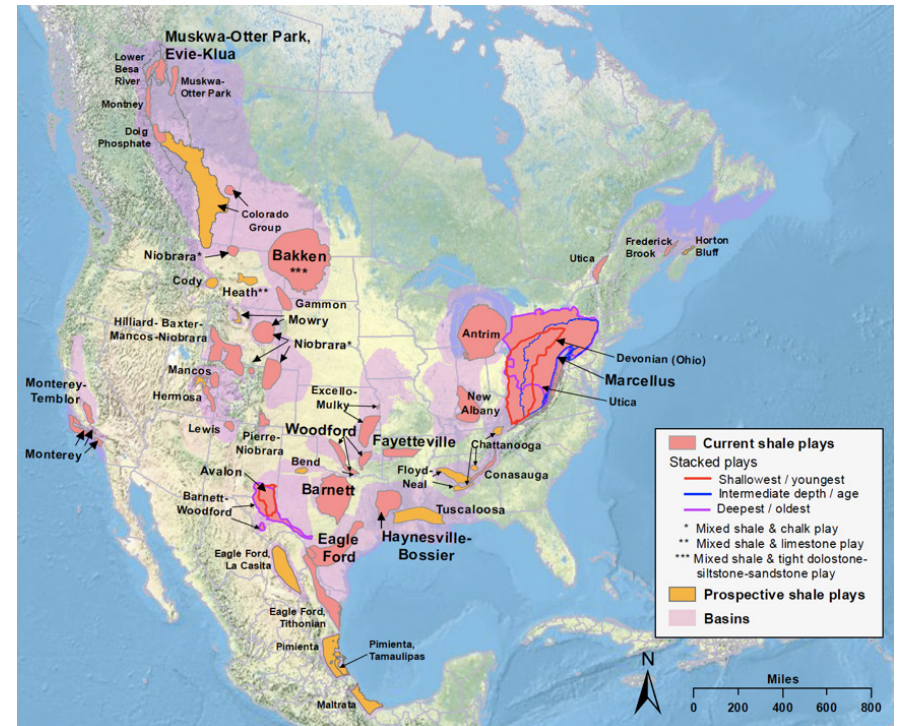 Muskwa-Otter Park,
Evie-Klua
Lower
Besa
River
Muskwa-
Otter Park
Montney
Doig
Phosphate
Colorado
Group
Niobrara*
Bakken
***
Cody
Heath**
Gammon
Mowry
Hilliard- Baxter-
Mancos-Niobrara
Niobrara*
Mancos
Hermosa
Monterey-
Temblor
Monterey
Lewis
Pierre-
Niobrara
Excello-
Mulky
Woodford
Bend
Fayetteville
New
Albany
Antrim
Utica
Frederick
Brook
Horton
Bluff
Devonian (Ohio)
Marcellus
Utica
Chattanooga
Floyd-
Neal
Conasauga
Avalon
Barnett-
Woodford
Barnett
Tuscaloosa
Haynesville-
Bossier
Eagle
Ford
Eagle Ford,
La Casita
Eagle Ford,
Tithonian
Pimienta
Pimienta,
Tamaulipas
Maltrata
Current shale plays
Stacked plays
Shallowest / youngest
Intermediate depth / age
Deepest / oldest
* Mixed shale & chalk play
** Mixed shale & limestone play
*** Mixed shale & tight dolostone-
siltstone-sandstone play
Prospective shale plays
Basins
N
Miles
0 200 400 600 800